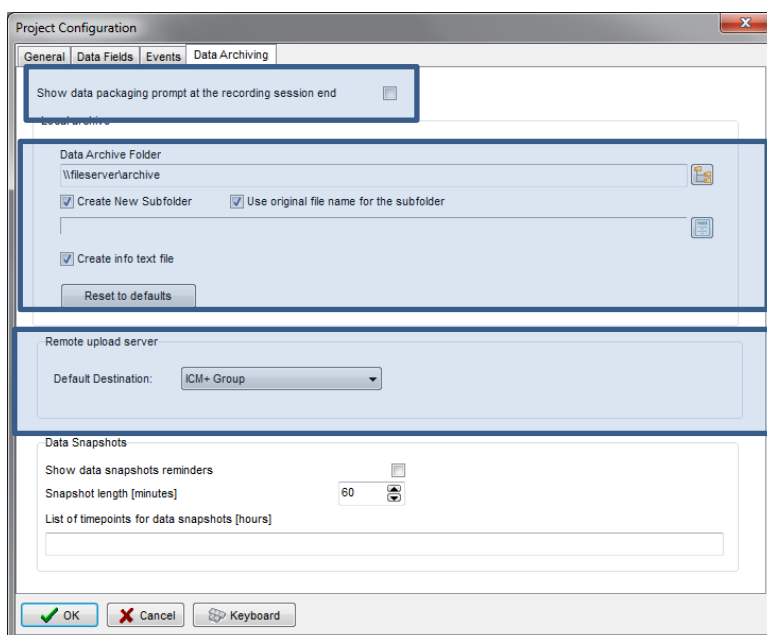 Project Configuration
General Data Fields Events Data Archiving
Show data packaging prompt at the recording session end
Local archive
Data Archive Folder
\\fileserver\archive
Create New Subfolder Use original file name for the subfolder
Create info text file
Reset to defaults
Remote upload server
Default Destination: ICM+ Group
Data Snapshots
Show data snapshots reminders
Snapshot length [minutes] 60
List of timepoints for data snapshots [hours]
OK Cancel Keyboard